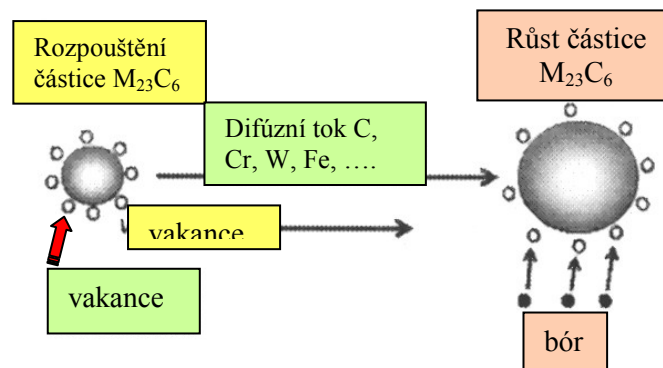 Rozpouštění
částice M₂₃C₆
Růst částice
M₂₃C₆
Difúzní tok C,
Cr, W, Fe, ….
vakance
vakance
bór